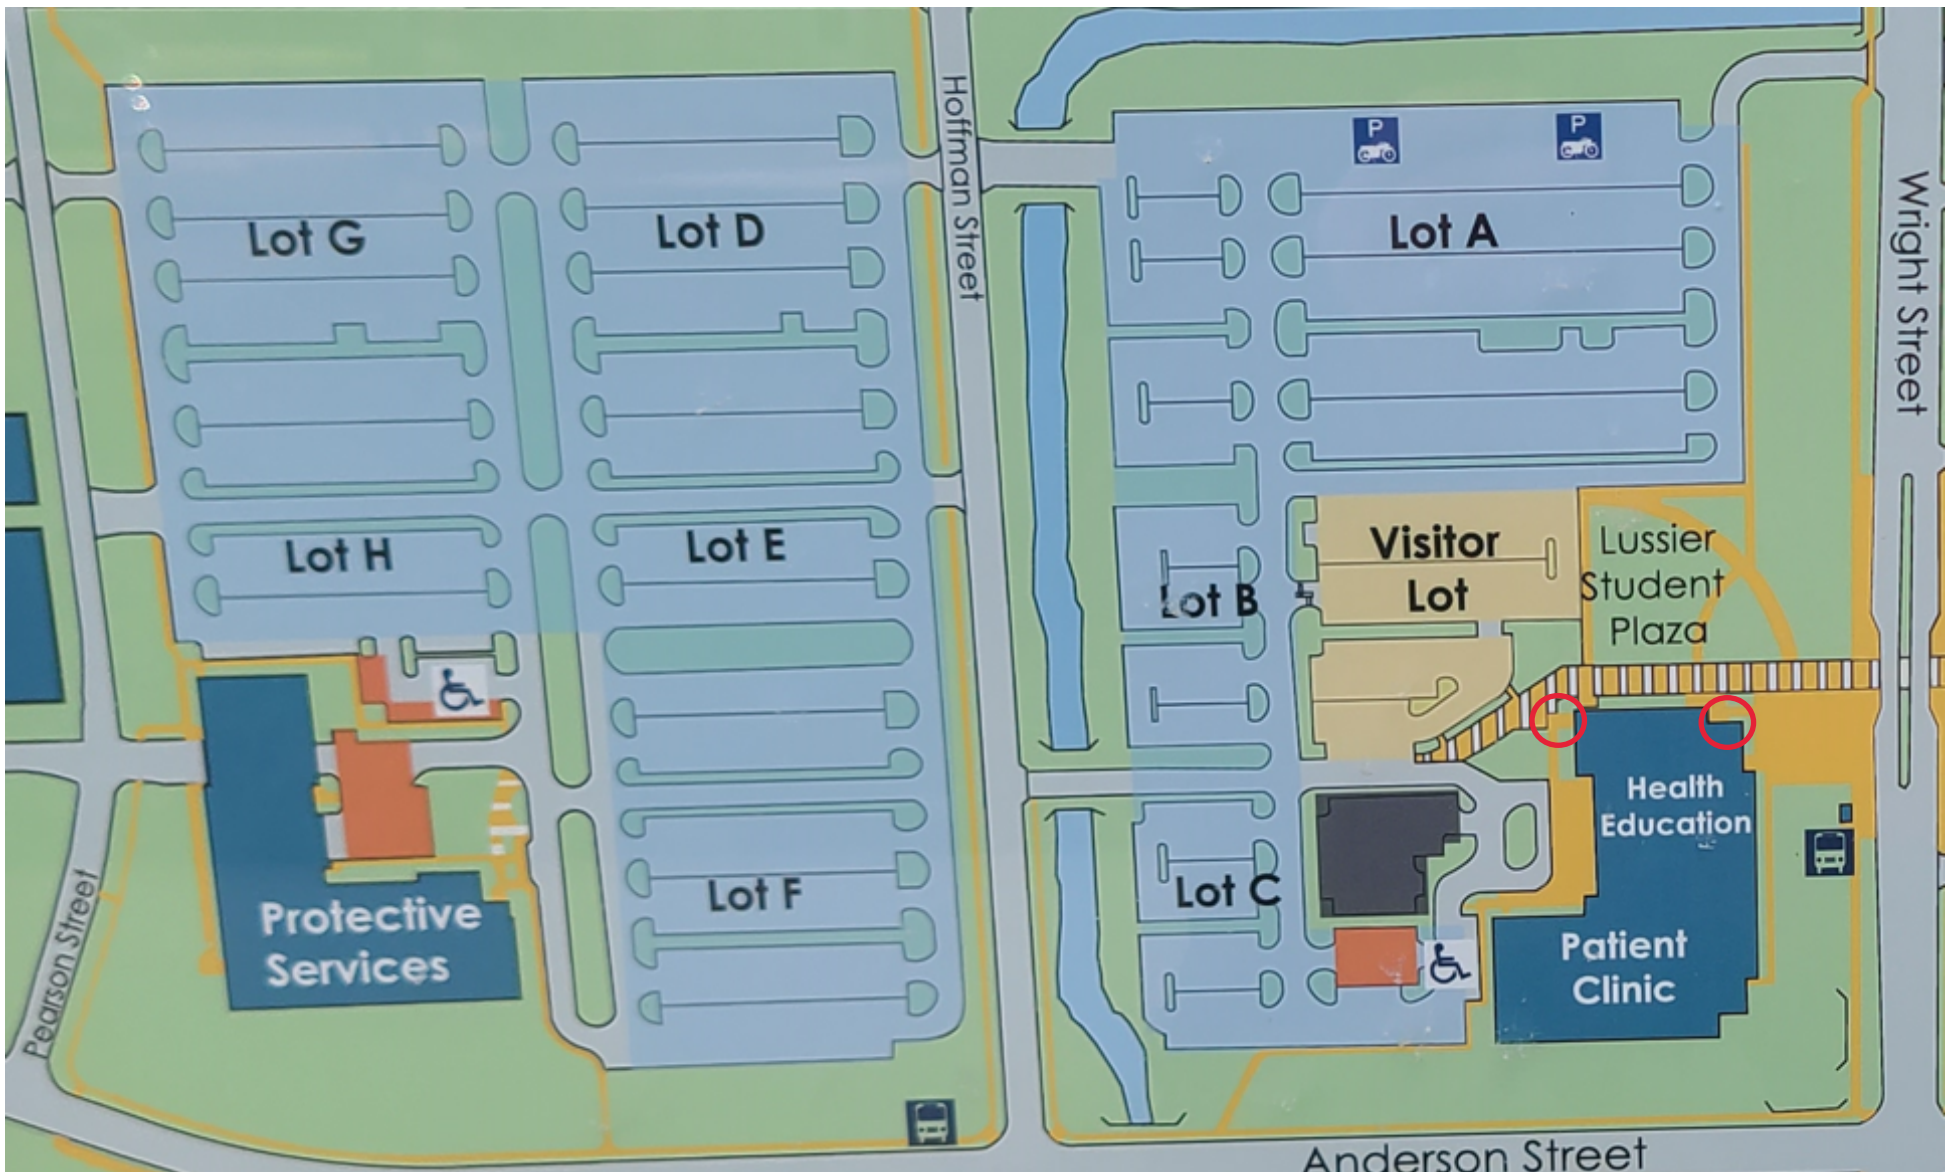 Hoffman Street
P
P
Wright Street
Lot G
Lot D
Lot A
Lot H
Lot E
Visitor
Lot
Lussier
Student
Plaza
Lot B
Health
Education
Lot F
Lot C
Pearson Street
Protective
Services
Patient
Clinic
Anderson Street